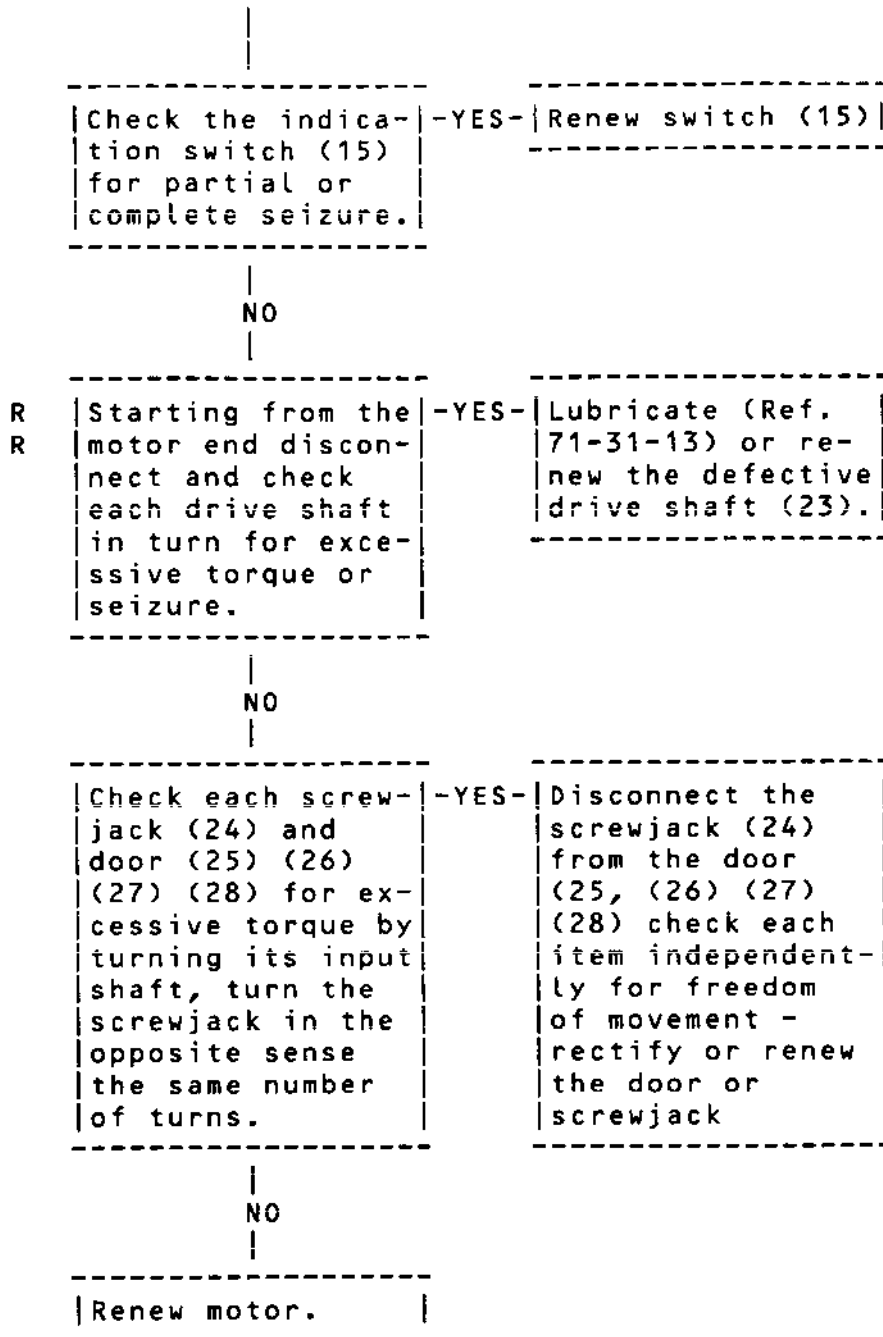 Check the indica-
tion switch (15)
for partial or
complete seizure.
-YES-
Renew switch (15)
NO
R
R
Starting from the
motor end discon-
nect and check
each drive shaft
in turn for exce-
ssive torque or
seizure.
-YES-
Lubricate (Ref.
71-31-13) or re-
new the defective
drive shaft (23).
NO
Check each screw-
jack (24) and
door (25) (26)
(27) (28) for ex-
cessive torque by
turning its input
shaft, turn the
screwjack in the
opposite sense
the same number
of turns.
-YES-
Disconnect the
screwjack (24)
from the door
(25, (26) (27)
(28) check each
item independent-
ly for freedom
of movement -
rectify or renew
the door or
screwjack
NO
Renew motor.